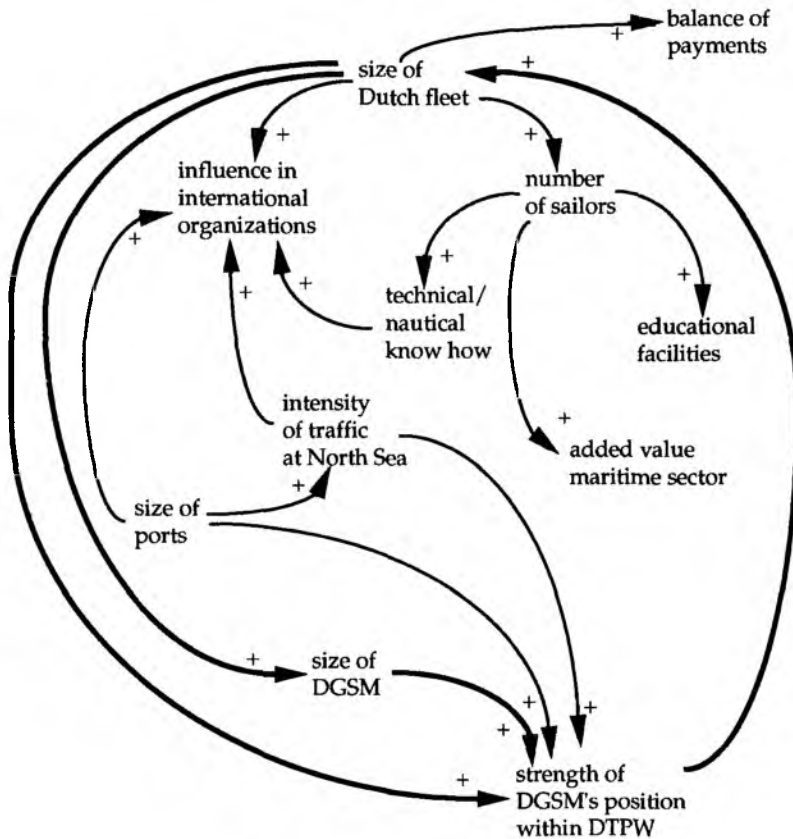 balance of
payments
+
+
size of
Dutch fleet
+
+
influence in
international
organizations
number
of sailors
+
+
+
+
+
technical/
nautical
know how
educational
facilities
intensity
of traffic
at North Sea
+
added value
maritime sector
+
size of
ports
+
size of
DGSM
+
+
+
+
strength of
DGSM's position
within DTPW